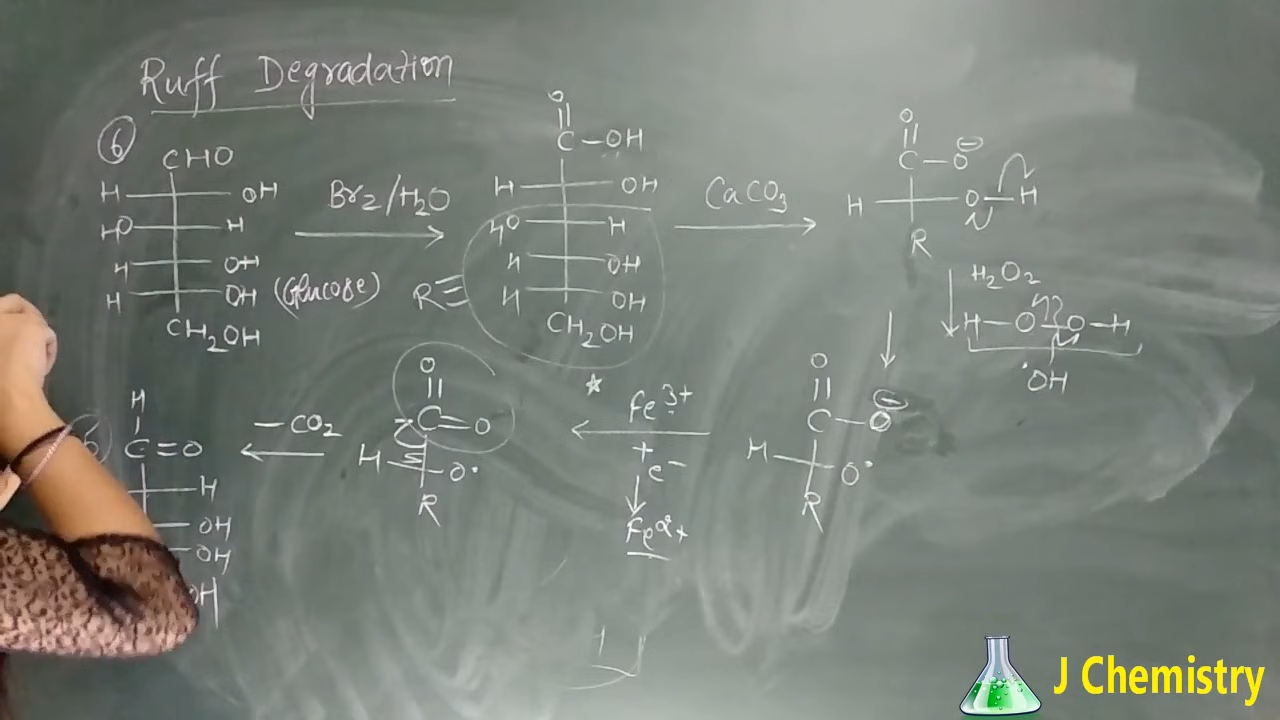 Ruff Degradation
6
CHO
H OH
HO H
H OH
H OH (Glucose)
CH2OH
Br2/H2O
O
C-OH
H OH
HO H
H OH
H OH
CH2OH
R
CaCO3
O
C-O⊖
H O-H
R
H2O2
H-O-O-H
·OH
O
C-O⊖
H O·
R
Fe3+
+e-
Fe2+
O
C=O
H O·
R
-CO2
H
C=O
H
OH
OH
OH
J Chemistry